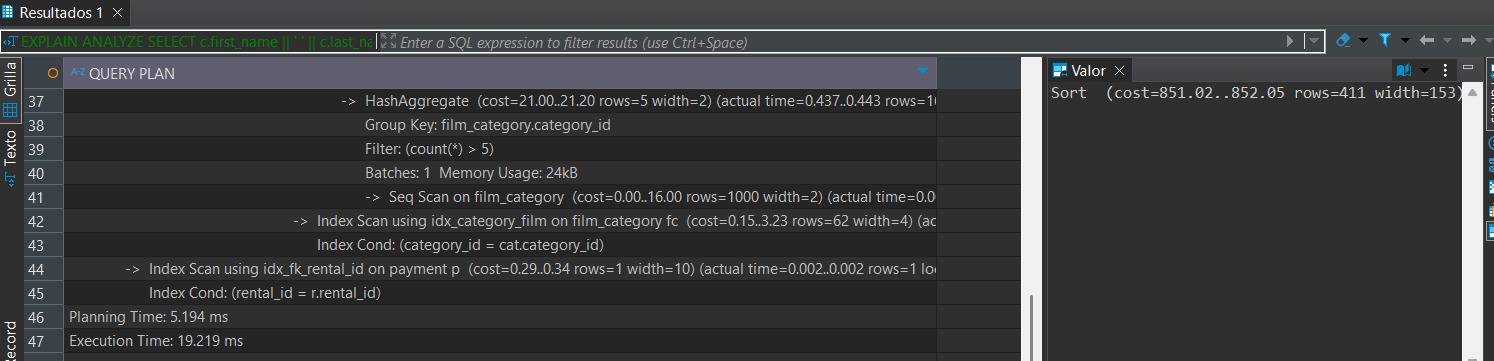 Resultados 1
EXPLAIN ANALYZE SELECT c.first_name || ' ' || c.last_na
Enter a SQL expression to filter results (use Ctrl+Space)
Grilla
Texto
Record
A-Z QUERY PLAN
37 -> HashAggregate (cost=21.00..21.20 rows=5 width=2) (actual time=0.437..0.443 rows=1
38 Group Key: film_category.category_id
39 Filter: (count(*) > 5)
40 Batches: 1 Memory Usage: 24kB
41 -> Seq Scan on film_category (cost=0.00..16.00 rows=1000 width=2) (actual time=0.0
42 -> Index Scan using idx_category_film on film_category fc (cost=0.15..3.23 rows=62 width=4) (ac
43 Index Cond: (category_id = cat.category_id)
44 -> Index Scan using idx_fk_rental_id on payment p (cost=0.29..0.34 rows=1 width=10) (actual time=0.002..0.002 rows=1 loo
45 Index Cond: (rental_id = r.rental_id)
46 Planning Time: 5.194 ms
47 Execution Time: 19.219 ms
Valor
Sort (cost=851.02..852.05 rows=411 width=153)